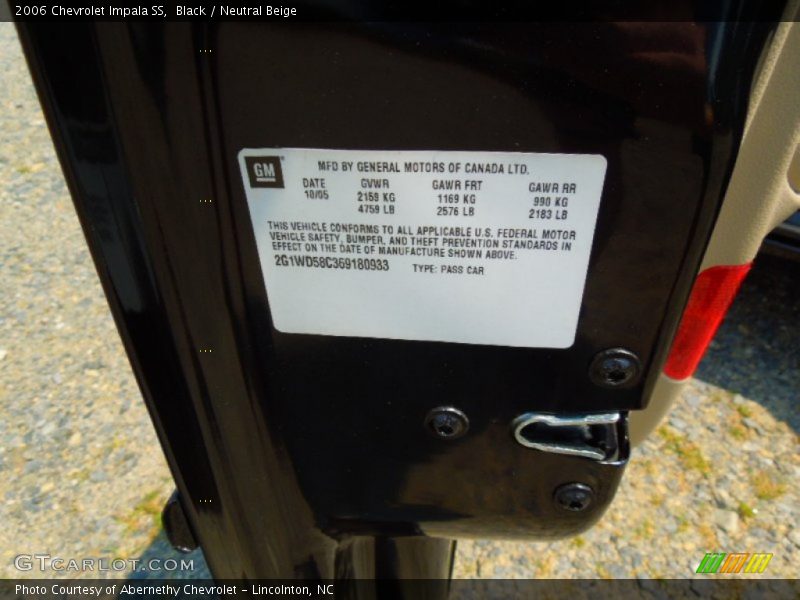 2006 Chevrolet Impala SS, Black / Neutral Beige
GM
MFD BY GENERAL MOTORS OF CANADA LTD.
DATE GVWR GAWR FRT GAWR RR
10/05 2159 KG 1169 KG 990 KG
4759 LB 2576 LB 2183 LB
THIS VEHICLE CONFORMS TO ALL APPLICABLE U.S. FEDERAL MOTOR
VEHICLE SAFETY, BUMPER, AND THEFT PREVENTION STANDARDS IN
EFFECT ON THE DATE OF MANUFACTURE SHOWN ABOVE.
2G1WD58C369180933 TYPE: PASS CAR
GTCarLot.com
Photo Courtesy of Abernethy Chevrolet - Lincolnton, NC